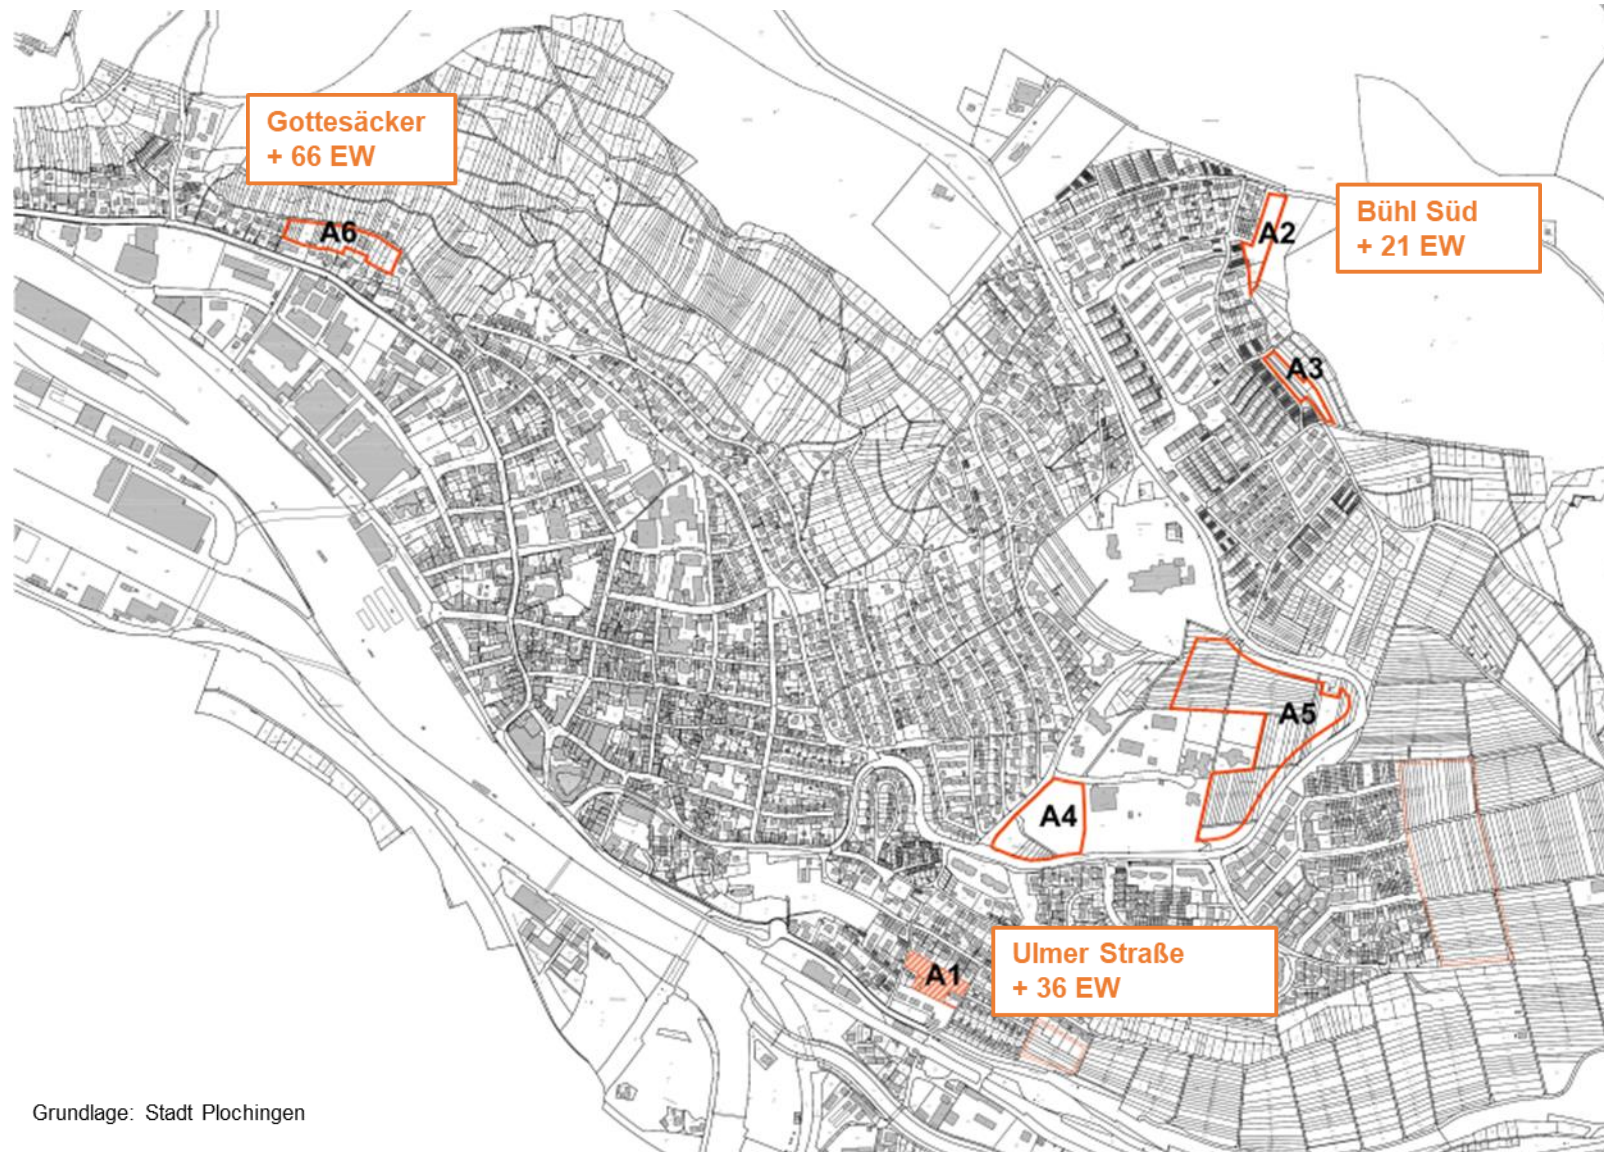 Gottesäcker
+ 66 EW
A6
A2
Bühl Süd
+ 21 EW
A3
A5
A4
A1
Ulmer Straße
+ 36 EW
Grundlage: Stadt Plochingen